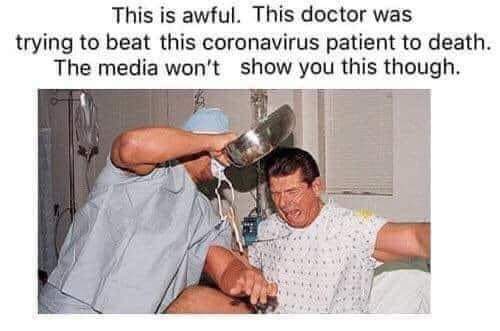 This is awful. This doctor was
trying to beat this coronavirus patient to death.
The media won't show you this though.